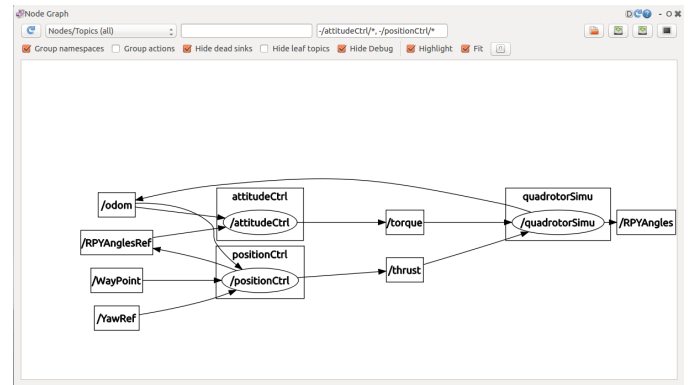 Node Graph
D C ? - O ✖
Nodes/Topics (all)
-/attitudeCtrl/*, -/positionCtrl/*
Group namespaces Group actions Hide dead sinks Hide leaf topics Hide Debug Highlight Fit
attitudeCtrl
quadrotorSimu
/odom
/attitudeCtrl
/torque
/quadrotorSimu
/RPYAngles
/RPYAnglesRef
positionCtrl
/WayPoint
/positionCtrl
/thrust
/YawRef